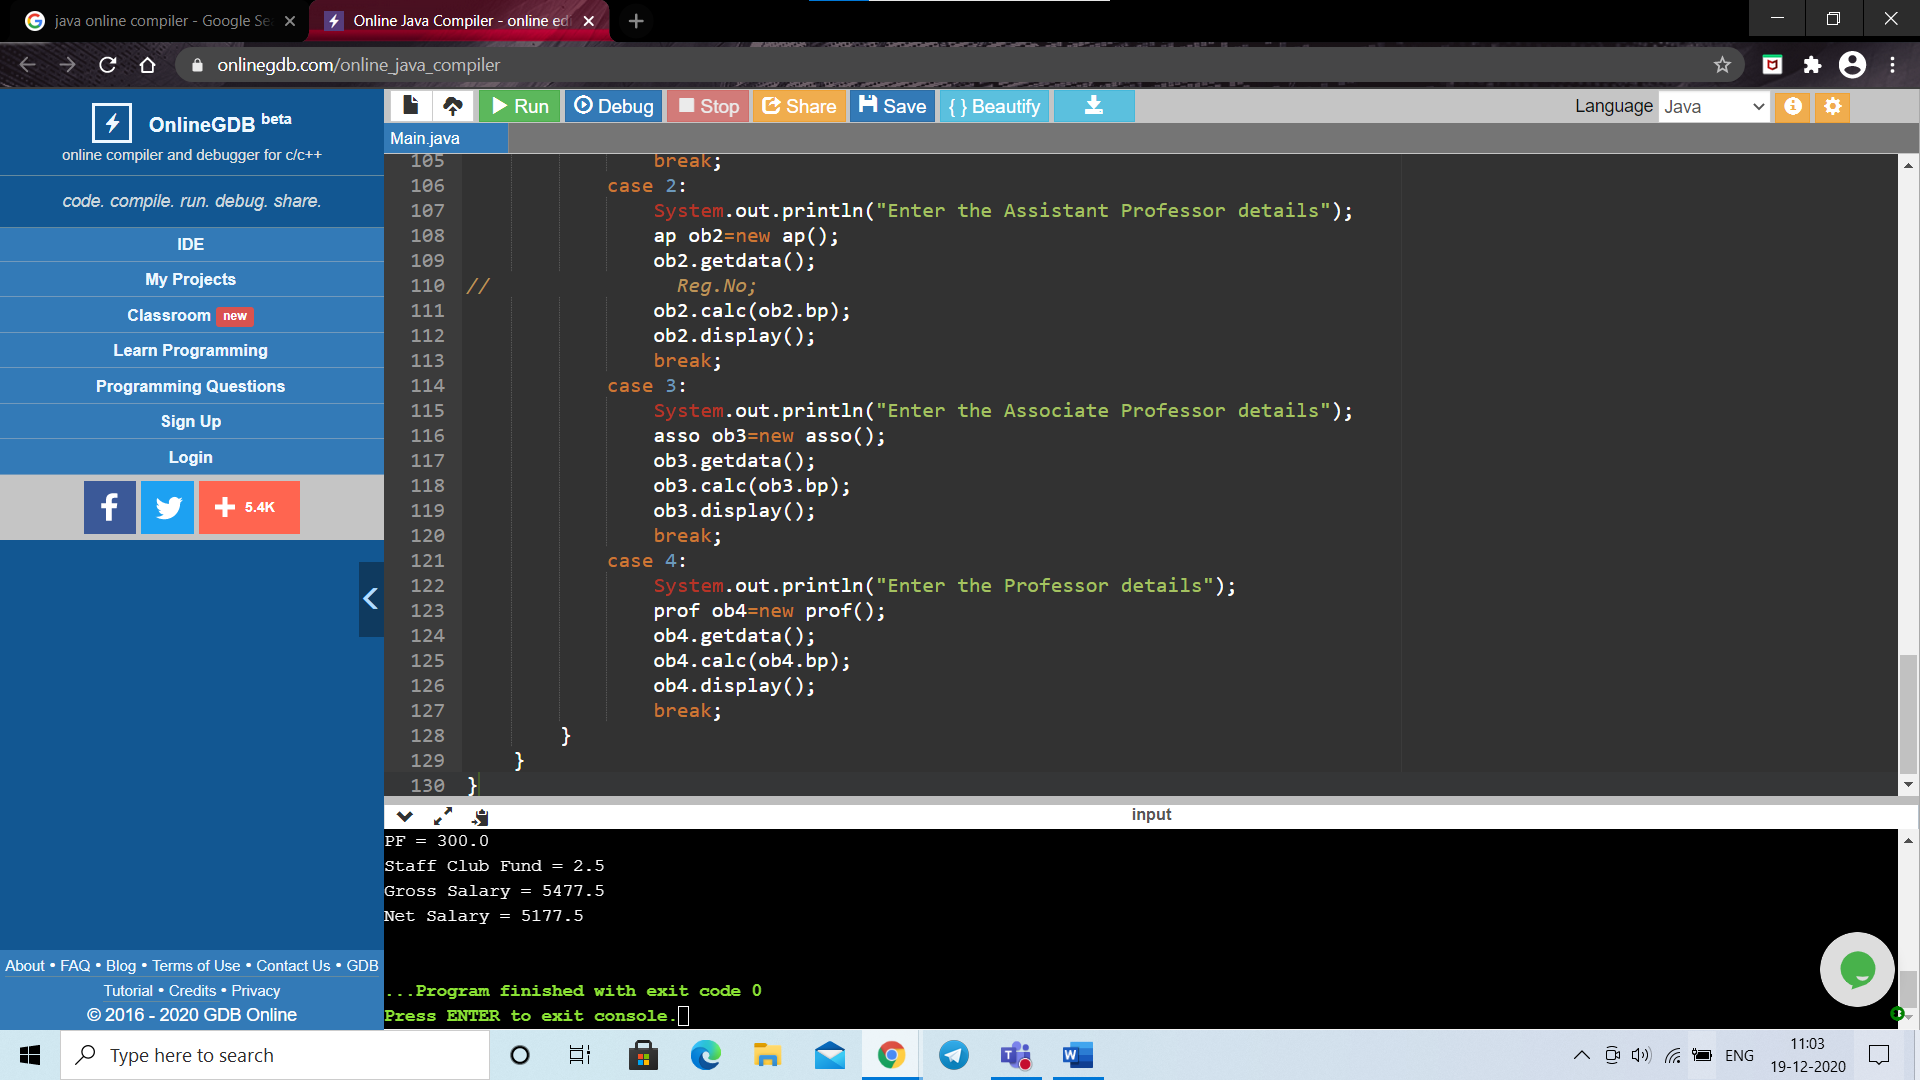 java online compiler - Google Se
Online Java Compiler - online edi
onlinegdb.com/online_java_compiler
OnlineGDB beta
online compiler and debugger for c/c++
code. compile. run. debug. share.
IDE
My Projects
Classroom new
Learn Programming
Programming Questions
Sign Up
Login
f
5.4K
About • FAQ • Blog • Terms of Use • Contact Us • GDB
Tutorial • Credits • Privacy
© 2016 - 2020 GDB Online
Run Debug Stop Share Save { } Beautify
Language Java
Main.java
105 break;
106 case 2:
107 System.out.println("Enter the Assistant Professor details");
108 ap ob2=new ap();
109 ob2.getdata();
110 // Reg.No;
111 ob2.calc(ob2.bp);
112 ob2.display();
113 break;
114 case 3:
115 System.out.println("Enter the Associate Professor details");
116 asso ob3=new asso();
117 ob3.getdata();
118 ob3.calc(ob3.bp);
119 ob3.display();
120 break;
121 case 4:
122 System.out.println("Enter the Professor details");
123 prof ob4=new prof();
124 ob4.getdata();
125 ob4.calc(ob4.bp);
126 ob4.display();
127 break;
128 }
129 }
130 }
input
PF = 300.0
Staff Club Fund = 2.5
Gross Salary = 5477.5
Net Salary = 5177.5
...Program finished with exit code 0
Press ENTER to exit console.
Type here to search
ENG
11:03
19-12-2020